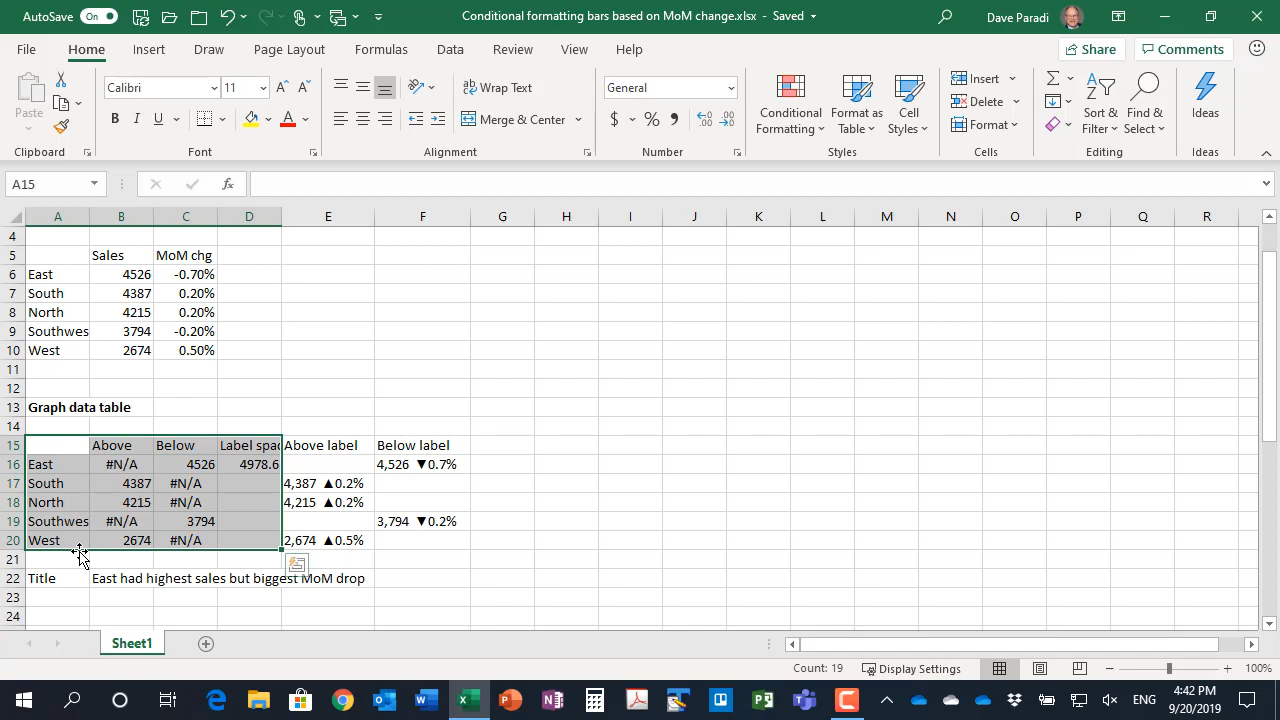 AutoSave On Conditional formatting bars based on MoM change.xlsx - Saved Dave Paradi
File Home Insert Draw Page Layout Formulas Data Review View Help Share Comments
Paste Calibri 11 Wrap Text General Conditional Formatting Format as Table Cell Styles Insert Sort & Filter Find & Select Ideas
B I U A Merge & Center $ % Delete
Format
Clipboard Font Alignment Number Styles Cells Editing Ideas
A15 fx
A B C D E F G H I J K L M N O P Q R
4
5 Sales MoM chg
6 East 4526 -0.70%
7 South 4387 0.20%
8 North 4215 0.20%
9 Southwes 3794 -0.20%
10 West 2674 0.50%
11
12
13 Graph data table
14
15 Above Below Label spac Above label Below label
16 East #N/A 4526 4978.6 4,526 ▼0.7%
17 South 4387 #N/A 4,387 ▲0.2%
18 North 4215 #N/A 4,215 ▲0.2%
19 Southwes #N/A 3794 3,794 ▼0.2%
20 West 2674 #N/A 2,674 ▲0.5%
21
22 Title East had highest sales but biggest MoM drop
23
24
Sheet1
Count: 19 Display Settings 100%
ENG 4:42 PM
9/20/2019